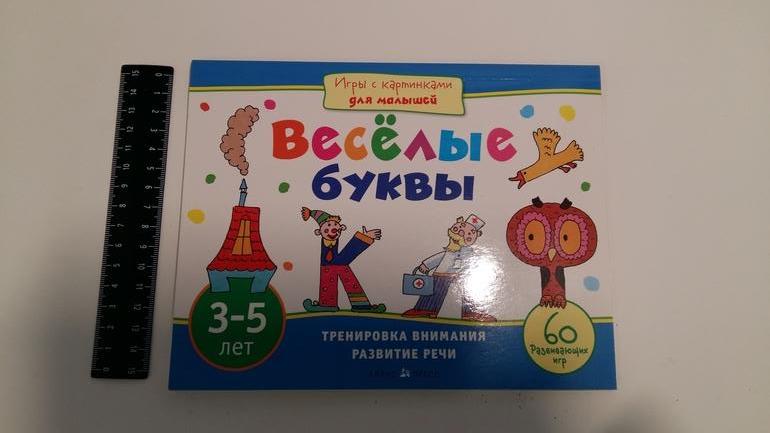 Игры с картинками
для малышей
Весёлые
буквы
3-5
лет
ТРЕНИРОВКА ВНИМАНИЯ
РАЗВИТИЕ РЕЧИ
60
Развивающих
игр